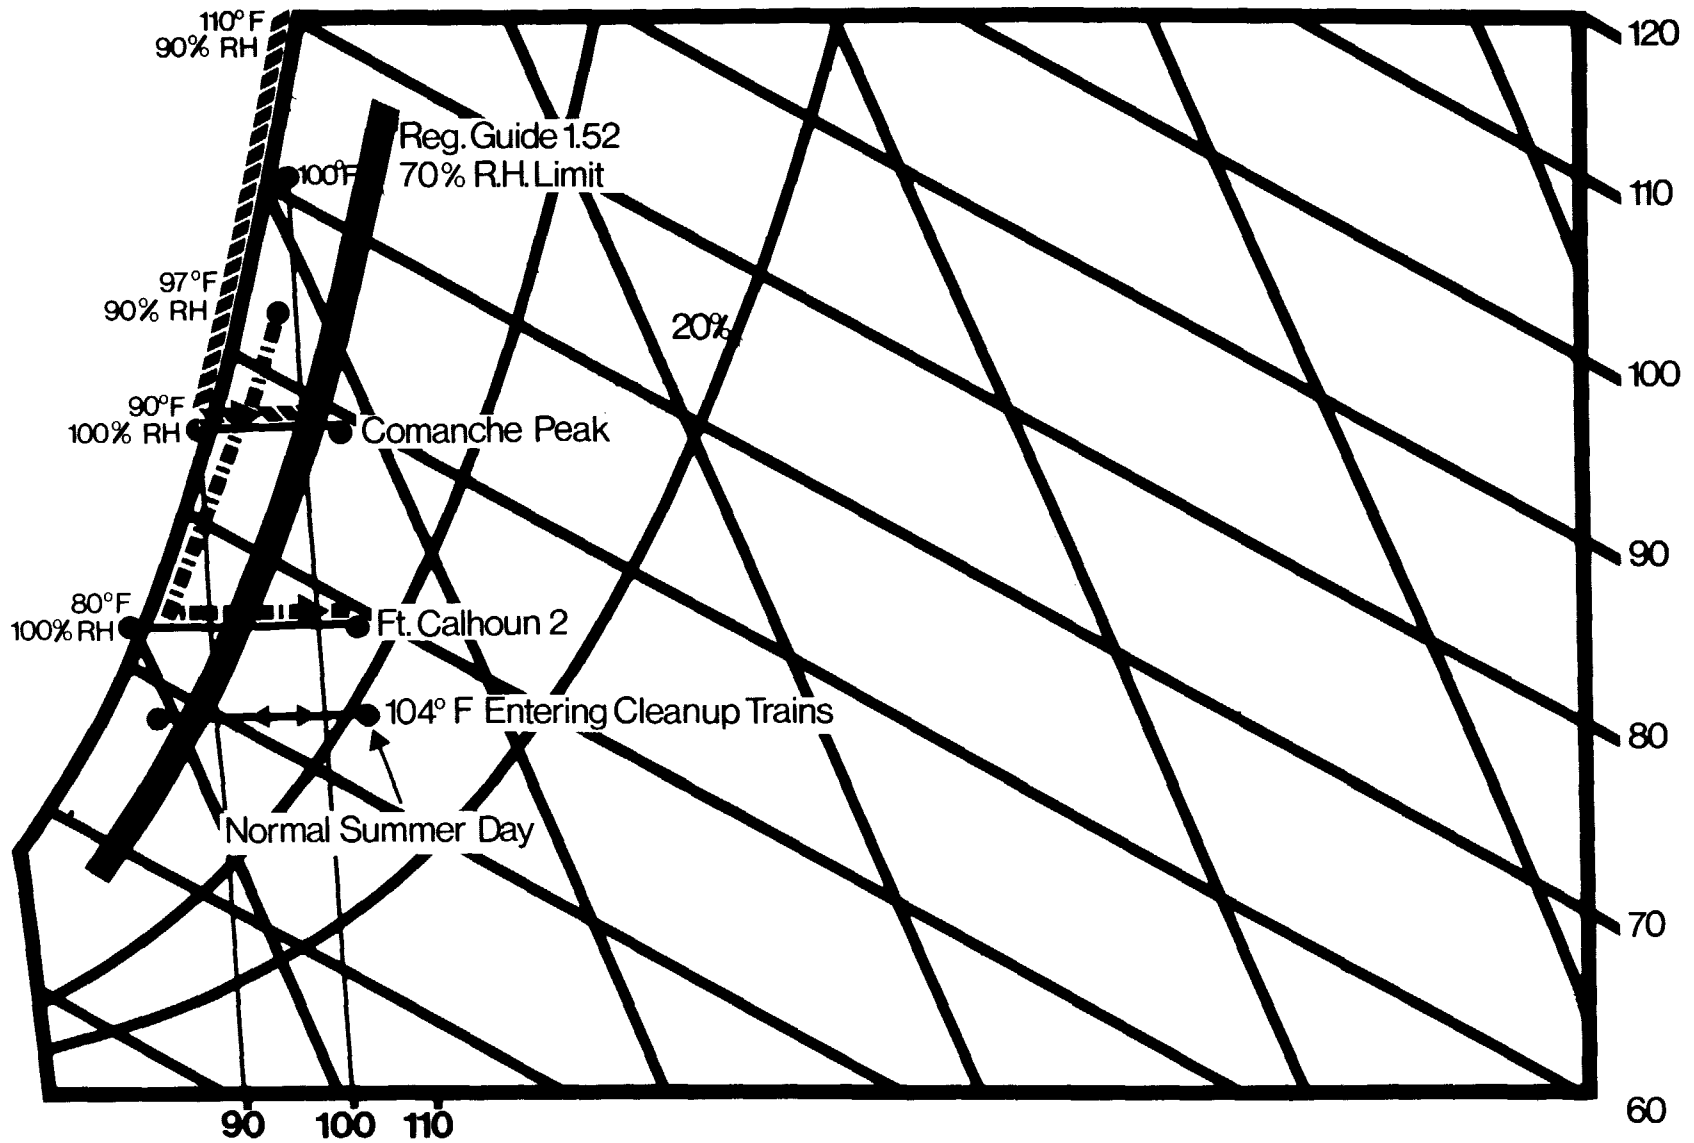 110°F
90% RH
120
Reg. Guide 1.52
70% R.H. Limit
100°F
110
97°F
90% RH
20%
100
90°F
100% RH
Comanche Peak
90
80°F
100% RH
Ft. Calhoun 2
104° F Entering Cleanup Trains
80
Normal Summer Day
70
60
90 100 110